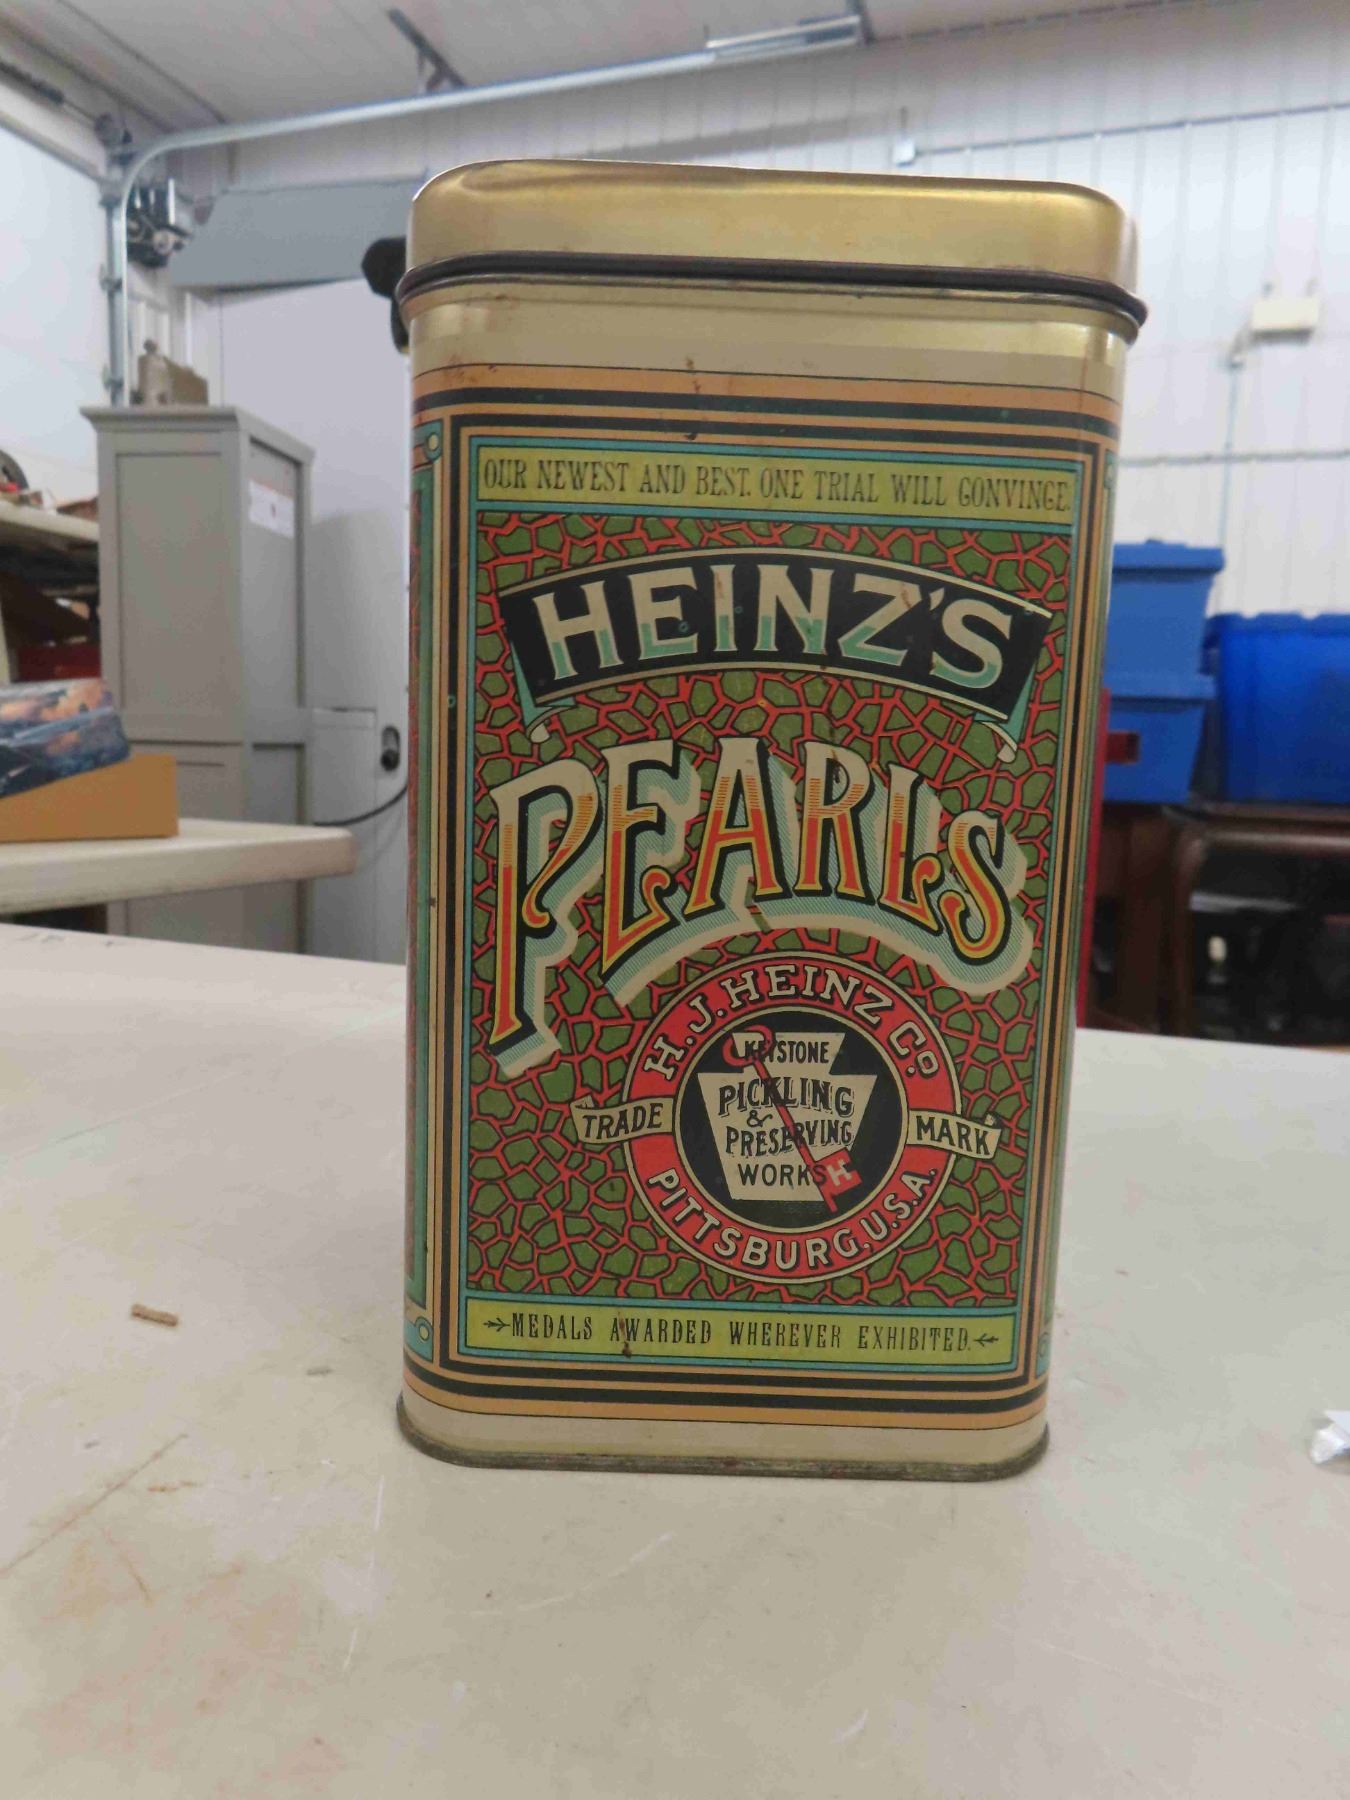 OUR NEWEST AND BEST. ONE TRIAL WILL CONVINCE.
HEINZ'S
PEARLS
H. J. HEINZ Co.
KEYSTONE
PICKLING
&
PRESERVING
WORKS
H
TRADE MARK
PITTSBURG, U.S.A.
MEDALS AWARDED WHEREVER EXHIBITED.